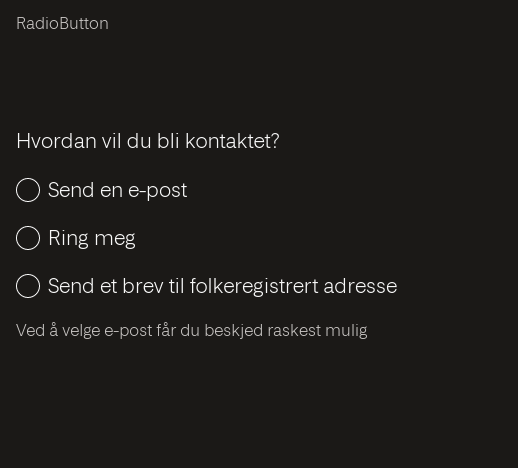 RadioButton
Hvordan vil du bli kontaktet?
Send en e-post
Ring meg
Send et brev til folkeregistrert adresse
Ved å velge e-post får du beskjed raskest mulig